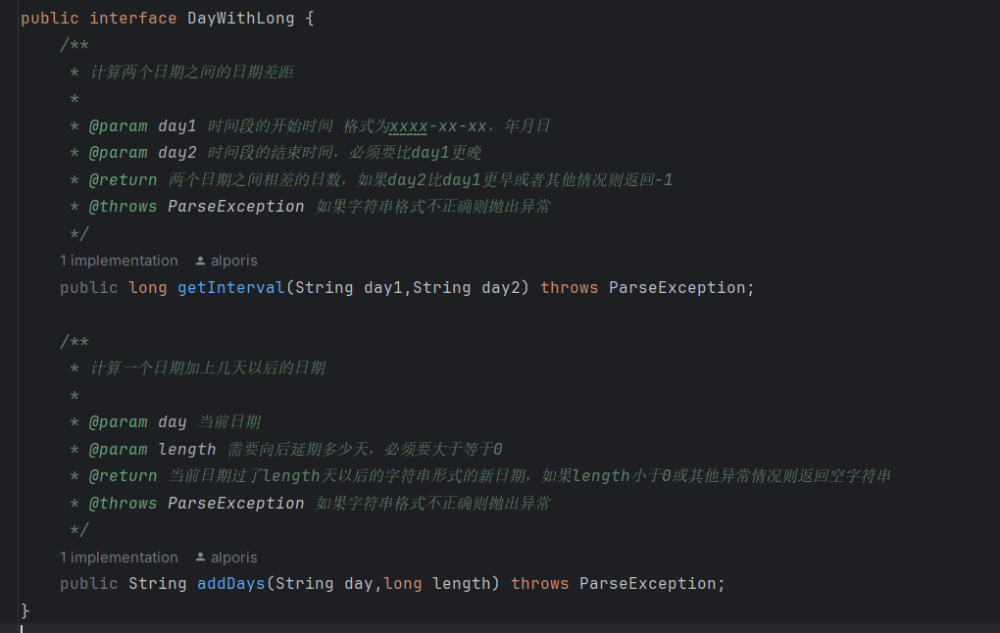 public interface DayWithLong {
/**
* 计算两个日期之间的日期差距
*
* @param day1 时间段的开始时间 格式为xxxx-xx-xx，年月日
* @param day2 时间段的结束时间，必须要比day1更晚
* @return 两个日期之间相差的日数，如果day2比day1更早或者其他情况则返回-1
* @throws ParseException 如果字符串格式不正确则抛出异常
*/
1 implementation alporis
public long getInterval(String day1,String day2) throws ParseException;
/**
* 计算一个日期加上几天以后的日期
*
* @param day 当前日期
* @param length 需要向后延期多少天，必须要大于等于0
* @return 当前日期过了length天以后的字符串形式的新日期，如果length小于0或其他异常情况则返回空字符串
* @throws ParseException 如果字符串格式不正确则抛出异常
*/
1 implementation alporis
public String addDays(String day,long length) throws ParseException;
}